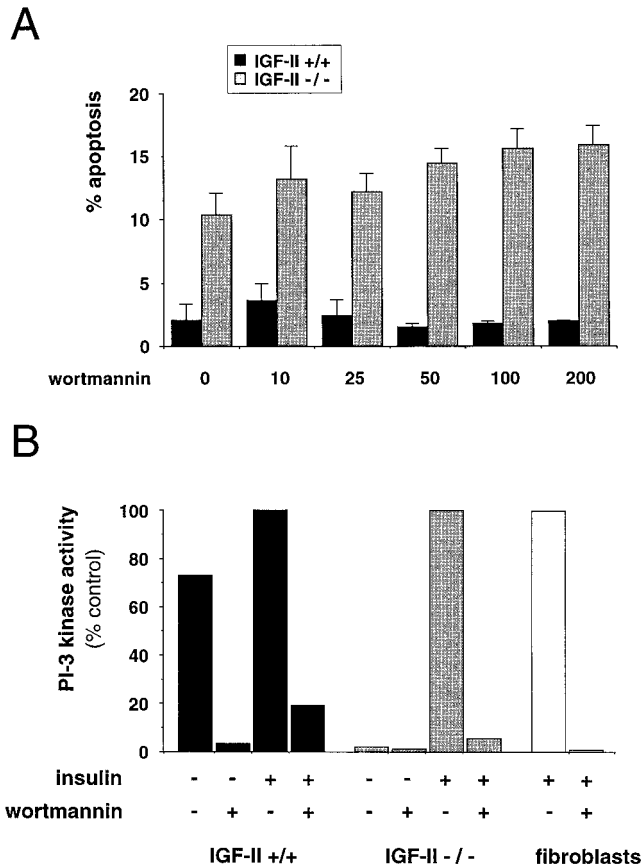 A
IGF-II +/+
IGF-II -/-
20
15
10
5
0
% apoptosis
wortmannin 0 10 25 50 100 200
B
100
80
60
40
20
0
PI-3 kinase activity
(% control)
insulin - - + + - - + + + +
wortmannin - + - + - + - + - +
IGF-II +/+ IGF-II -/- fibroblasts